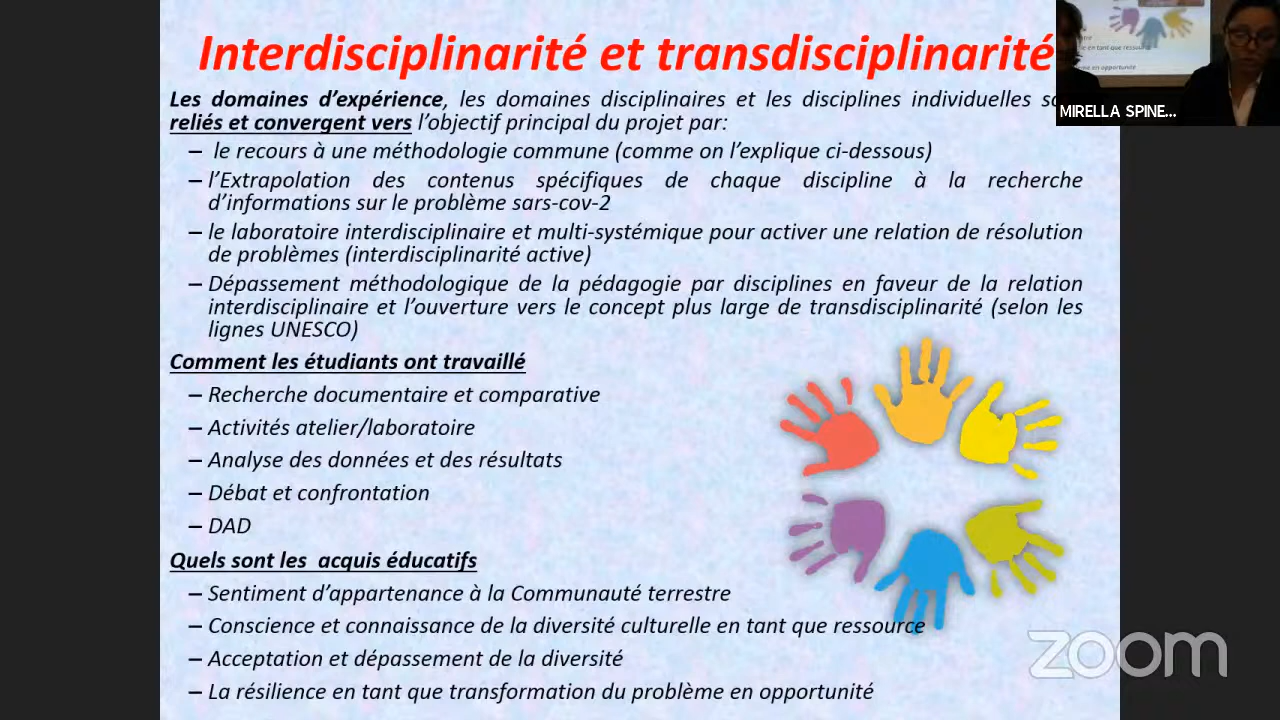 Interdisciplinarité et transdisciplinarité
Les domaines d’expérience, les domaines disciplinaires et les disciplines individuelles
reliés et convergent vers l’objectif principal du projet par:
– le recours à une méthodologie commune (comme on l’explique ci-dessous)
– l’Extrapolation des contenus spécifiques de chaque discipline à la recherche
d’informations sur le problème sars-cov-2
– le laboratoire interdisciplinaire et multi-systémique pour activer une relation de résolution
de problèmes (interdisciplinarité active)
– Dépassement méthodologique de la pédagogie par disciplines en faveur de la relation
interdisciplinaire et l’ouverture vers le concept plus large de transdisciplinarité (selon les
lignes UNESCO)
Comment les étudiants ont travaillé
– Recherche documentaire et comparative
– Activités atelier/laboratoire
– Analyse des données et des résultats
– Débat et confrontation
– DAD
Quels sont les acquis éducatifs
– Sentiment d’appartenance à la Communauté terrestre
– Conscience et connaissance de la diversité culturelle en tant que ressource
– Acceptation et dépassement de la diversité
– La résilience en tant que transformation du problème en opportunité
MIRELLA SPINE...
zoom